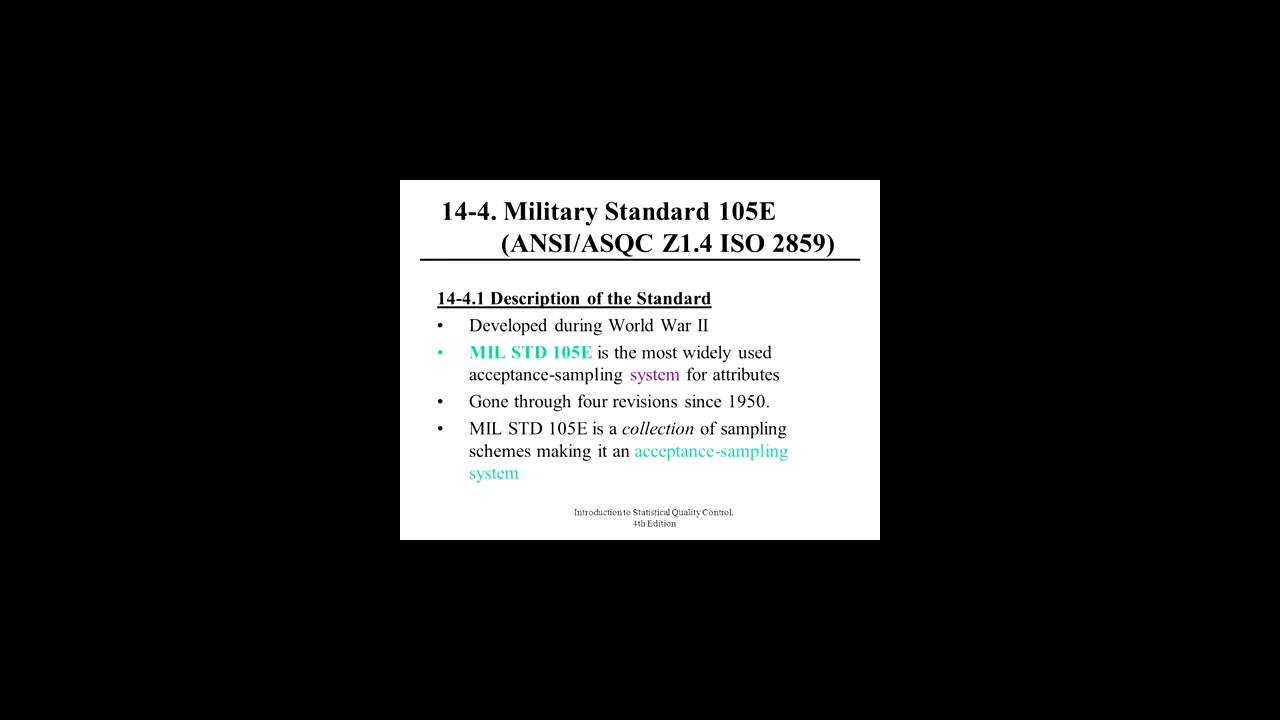 14-4. Military Standard 105E
(ANSI/ASQC Z1.4 ISO 2859)
14-4.1 Description of the Standard
• Developed during World War II
• MIL STD 105E is the most widely used
acceptance-sampling system for attributes
• Gone through four revisions since 1950.
• MIL STD 105E is a collection of sampling
schemes making it an acceptance-sampling
system
Introduction to Statistical Quality Control,
4th Edition